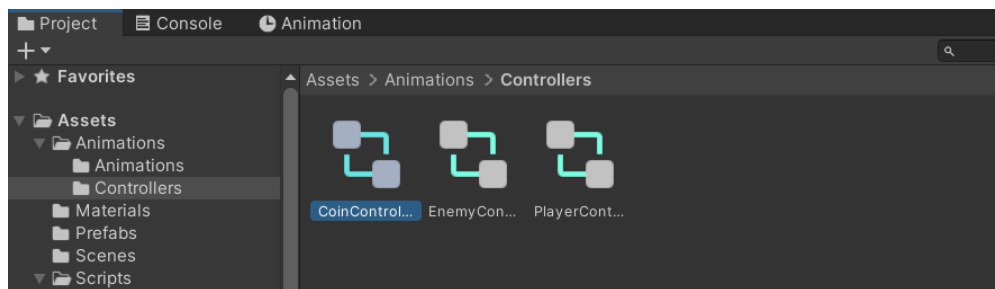 Project Console Animation
Favorites
Assets > Animations > Controllers
Assets
Animations
Animations
Controllers
Materials
Prefabs
Scenes
Scripts
CoinControl... EnemyCon... PlayerCont...